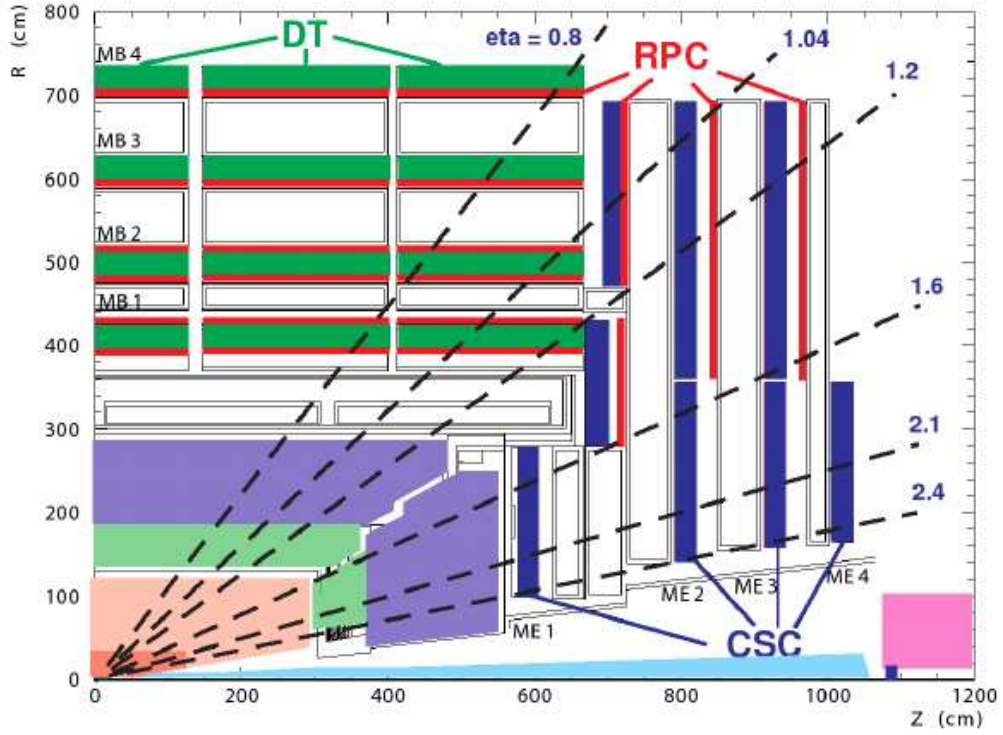 R (cm)
800
700
600
500
400
300
200
100
0
0
200
400
600
800
1000
1200
Z (cm)
MB 4
MB 3
MB 2
MB 1
DT
eta = 0.8
1.04
RPC
1.2
1.6
2.1
2.4
ME 1
ME 2
ME 3
ME 4
CSC